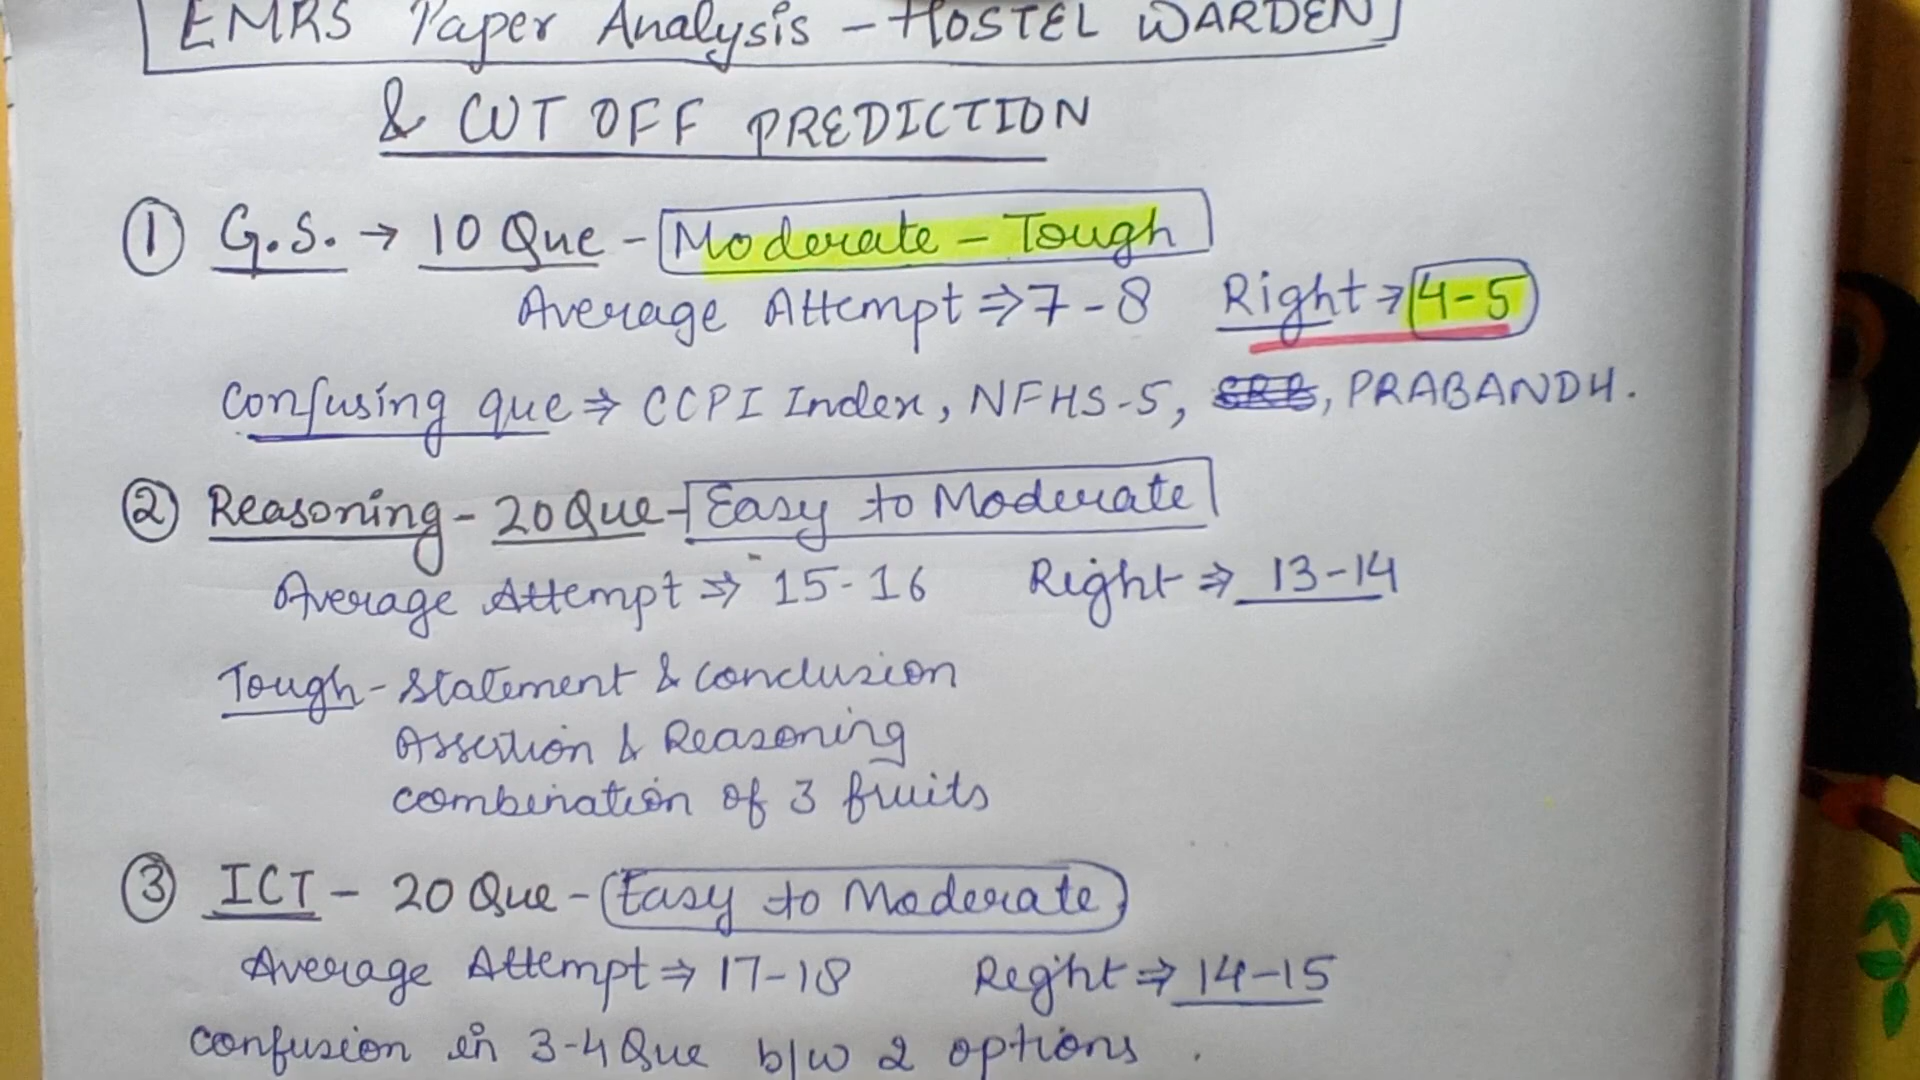 EMRS Paper Analysis - HOSTEL WARDEN
& CUT OFF PREDICTION
① G.S. → 10 Que - Moderate - Tough
Average Attempt ⇒ 7-8 Right → 4-5
Confusing que ⇒ CCPI Index, NFHS-5, SRB, PRABANDH.
② Reasoning - 20 Que - Easy to Moderate
Average Attempt ⇒ 15-16 Right ⇒ 13-14
Tough - Statement & Conclusion
Assertion & Reasoning
combination of 3 fruits
③ ICT - 20 Que - Easy to Moderate
Average Attempt ⇒ 17-18 Right ⇒ 14-15
confusion in 3-4 Que b/w 2 options.